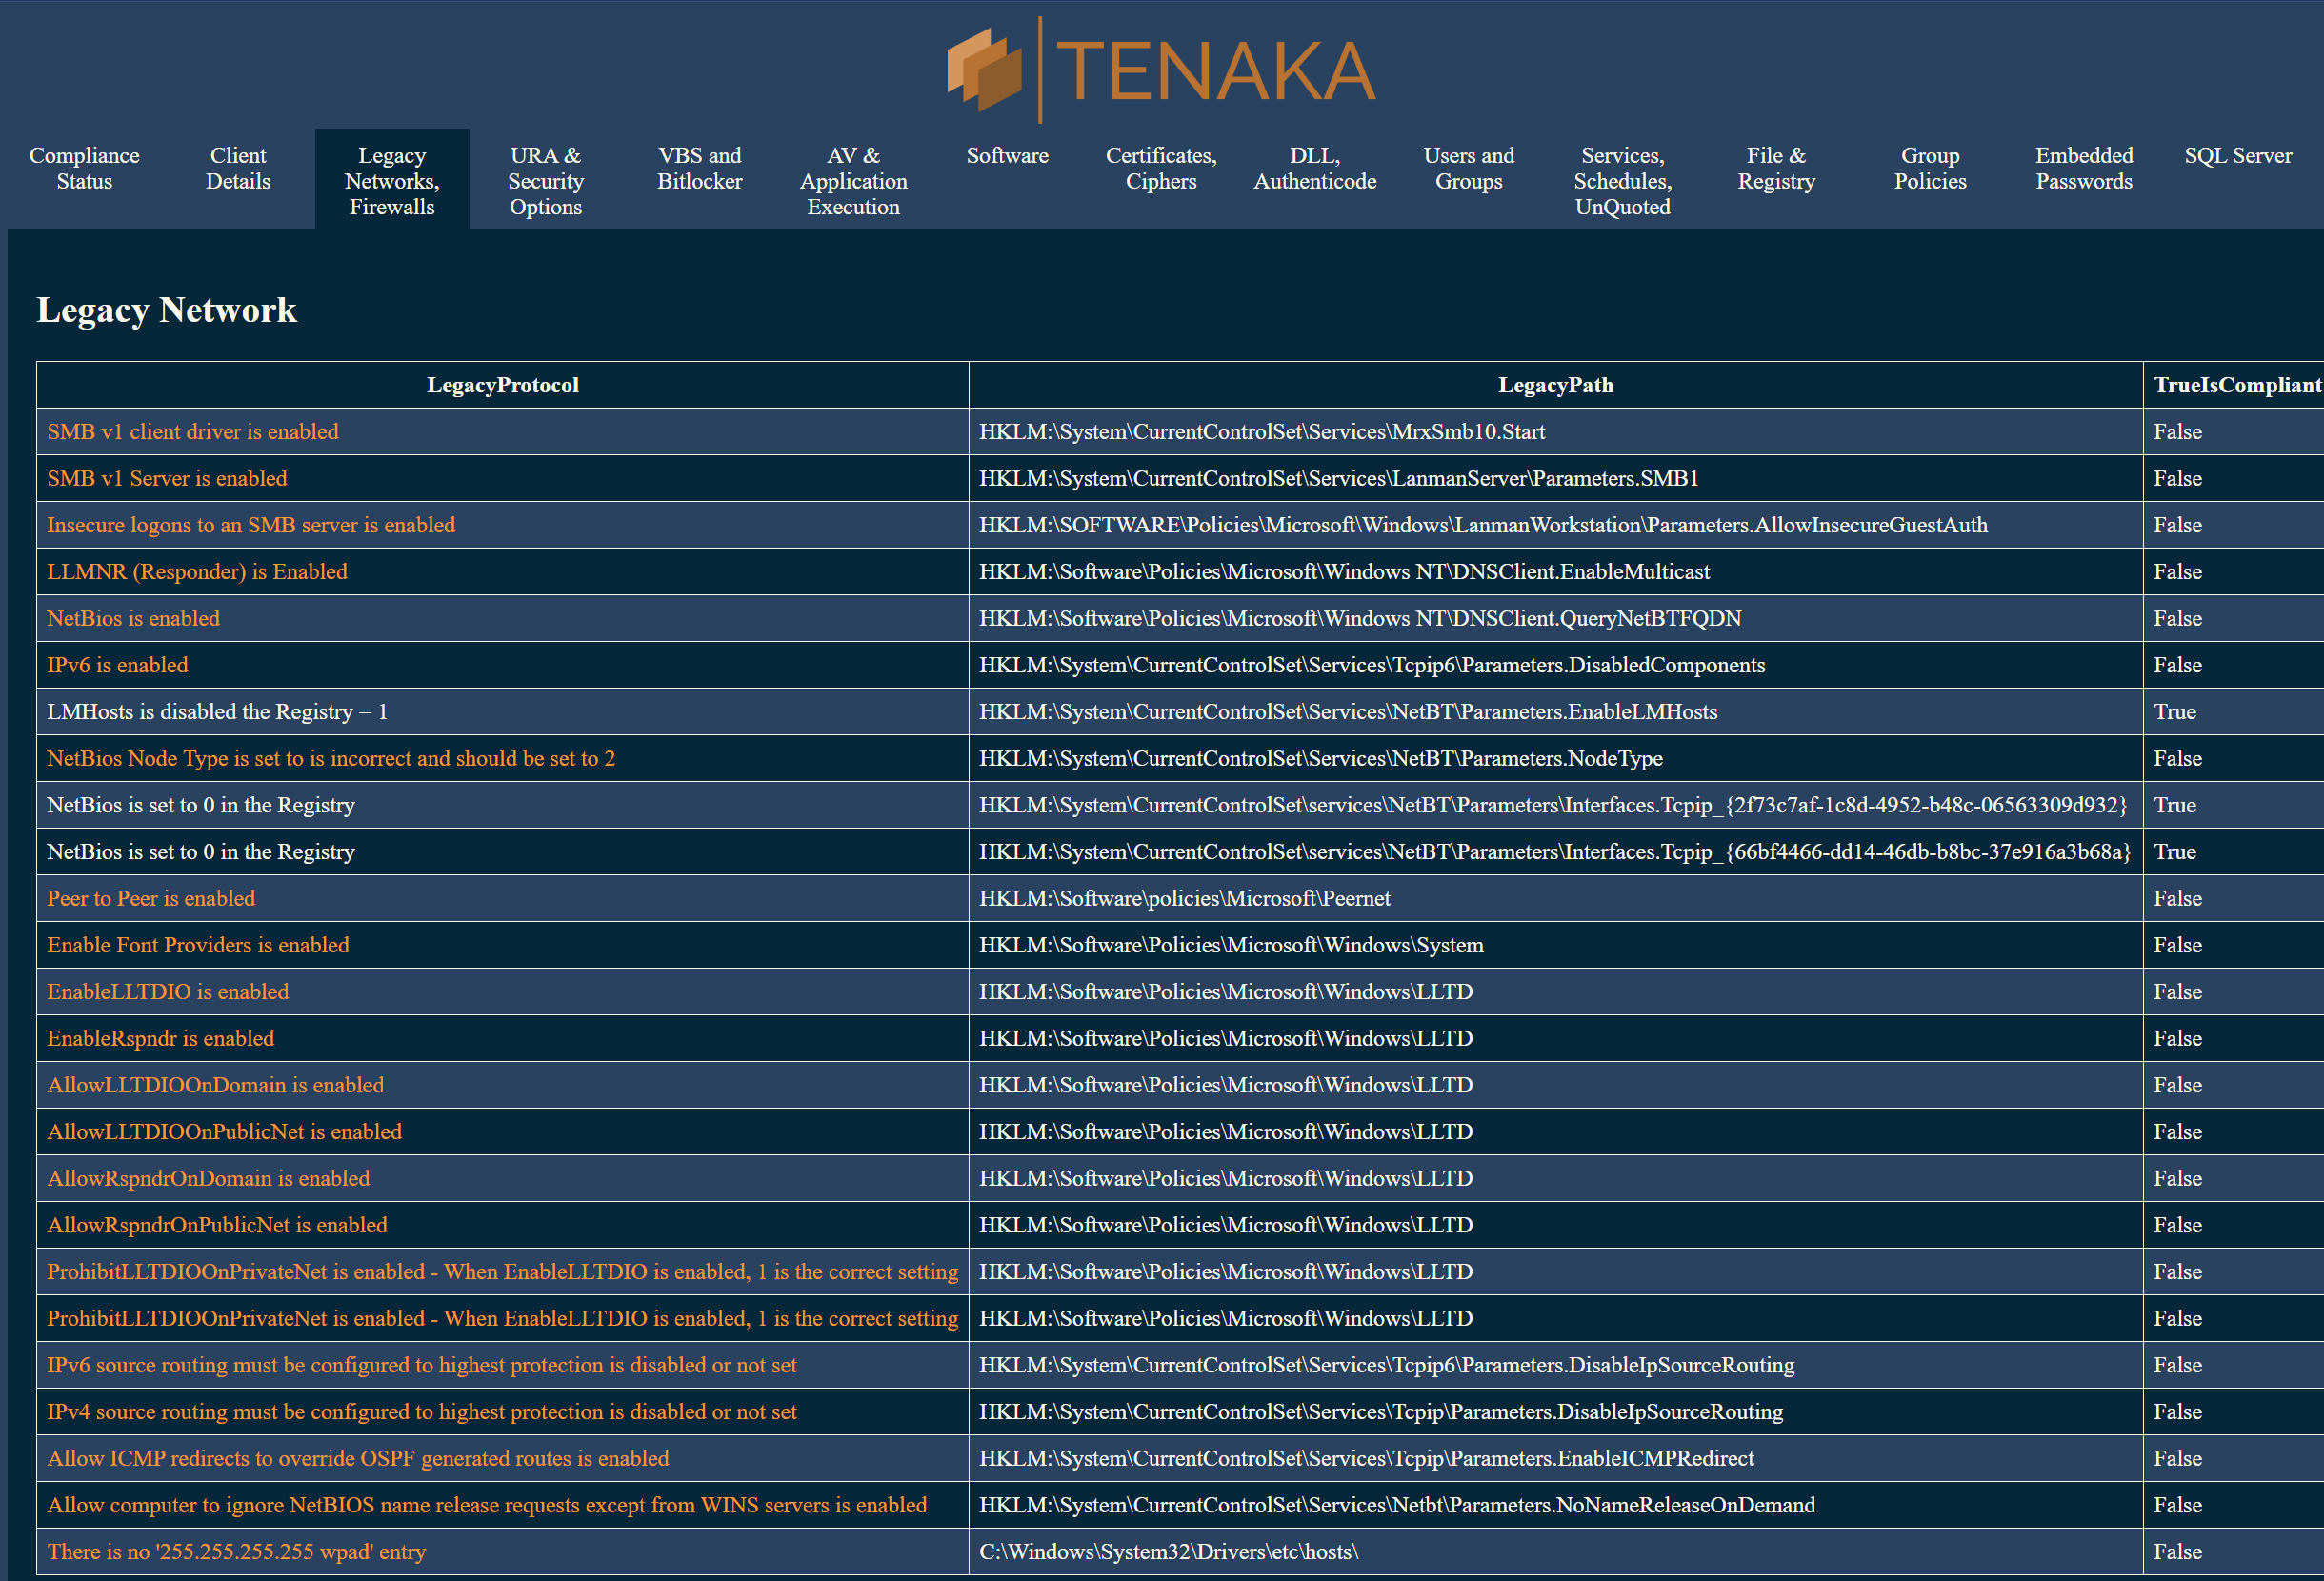 TENAKA
Compliance
Status
Client
Details
Legacy
Networks,
Firewalls
URA &
Security
Options
VBS and
Bitlocker
AV &
Application
Execution
Software
Certificates,
Ciphers
DLL,
Authenticode
Users and
Groups
Services,
Schedules,
UnQuoted
File &
Registry
Group
Policies
Embedded
Passwords
SQL Server
Legacy Network
LegacyProtocol LegacyPath TrueIsCompliant
SMB v1 client driver is enabled HKLM:\System\CurrentControlSet\Services\MrxSmb10.Start False
SMB v1 Server is enabled HKLM:\System\CurrentControlSet\Services\LanmanServer\Parameters.SMB1 False
Insecure logons to an SMB server is enabled HKLM:\SOFTWARE\Policies\Microsoft\Windows\LanmanWorkstation\Parameters.AllowInsecureGuestAuth False
LLMNR (Responder) is Enabled HKLM:\Software\Policies\Microsoft\Windows NT\DNSClient.EnableMulticast False
NetBios is enabled HKLM:\Software\Policies\Microsoft\Windows NT\DNSClient.QueryNetBTFQDN False
IPv6 is enabled HKLM:\System\CurrentControlSet\Services\Tcpip6\Parameters.DisabledComponents False
LMHosts is disabled the Registry = 1 HKLM:\System\CurrentControlSet\Services\NetBT\Parameters.EnableLMHosts True
NetBios Node Type is set to is incorrect and should be set to 2 HKLM:\System\CurrentControlSet\Services\NetBT\Parameters.NodeType False
NetBios is set to 0 in the Registry HKLM:\System\CurrentControlSet\services\NetBT\Parameters\Interfaces.Tcpip_{2f73c7af-1c8d-4952-b48c-06563309d932} True
NetBios is set to 0 in the Registry HKLM:\System\CurrentControlSet\services\NetBT\Parameters\Interfaces.Tcpip_{66bf4466-dd14-46db-b8bc-37e916a3b68a} True
Peer to Peer is enabled HKLM:\Software\policies\Microsoft\Peernet False
Enable Font Providers is enabled HKLM:\Software\Policies\Microsoft\Windows\System False
EnableLLTDIO is enabled HKLM:\Software\Policies\Microsoft\Windows\LLTD False
EnableRspndr is enabled HKLM:\Software\Policies\Microsoft\Windows\LLTD False
AllowLLTDIOOnDomain is enabled HKLM:\Software\Policies\Microsoft\Windows\LLTD False
AllowLLTDIOOnPublicNet is enabled HKLM:\Software\Policies\Microsoft\Windows\LLTD False
AllowRspndrOnDomain is enabled HKLM:\Software\Policies\Microsoft\Windows\LLTD False
AllowRspndrOnPublicNet is enabled HKLM:\Software\Policies\Microsoft\Windows\LLTD False
ProhibitLLTDIOOnPrivateNet is enabled - When EnableLLTDIO is enabled, 1 is the correct setting HKLM:\Software\Policies\Microsoft\Windows\LLTD False
ProhibitLLTDIOOnPrivateNet is enabled - When EnableLLTDIO is enabled, 1 is the correct setting HKLM:\Software\Policies\Microsoft\Windows\LLTD False
IPv6 source routing must be configured to highest protection is disabled or not set HKLM:\System\CurrentControlSet\Services\Tcpip6\Parameters.DisableIpSourceRouting False
IPv4 source routing must be configured to highest protection is disabled or not set HKLM:\System\CurrentControlSet\Services\Tcpip\Parameters.DisableIpSourceRouting False
Allow ICMP redirects to override OSPF generated routes is enabled HKLM:\System\CurrentControlSet\Services\Tcpip\Parameters.EnableICMPRedirect False
Allow computer to ignore NetBIOS name release requests except from WINS servers is enabled HKLM:\System\CurrentControlSet\Services\Netbt\Parameters.NoNameReleaseOnDemand False
There is no '255.255.255.255 wpad' entry C:\Windows\System32\Drivers\etc\hosts\ False